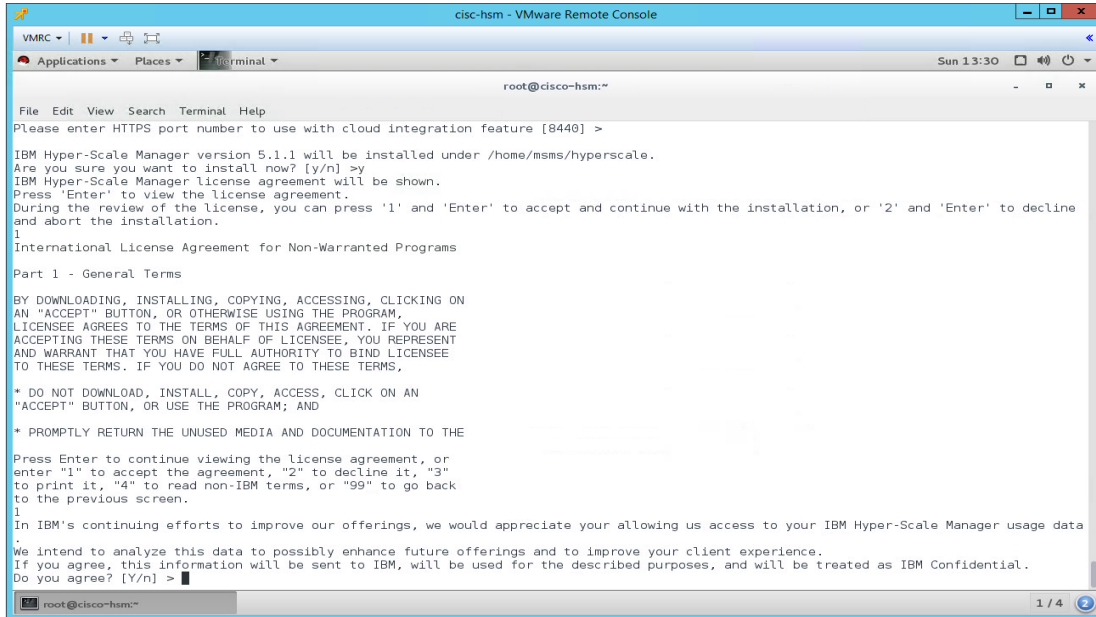 cisc-hsm - VMware Remote Console
VMRC
Applications Places Terminal Sun 13:30
root@cisco-hsm:~
File Edit View Search Terminal Help
Please enter HTTPS port number to use with cloud integration feature [8440] >
IBM Hyper-Scale Manager version 5.1.1 will be installed under /home/msms/hyperscale.
Are you sure you want to install now? [y/n] >y
IBM Hyper-Scale Manager license agreement will be shown.
Press 'Enter' to view the license agreement.
During the review of the license, you can press '1' and 'Enter' to accept and continue with the installation, or '2' and 'Enter' to decline
and abort the installation.
1
International License Agreement for Non-Warranted Programs
Part 1 - General Terms
BY DOWNLOADING, INSTALLING, COPYING, ACCESSING, CLICKING ON
AN "ACCEPT" BUTTON, OR OTHERWISE USING THE PROGRAM,
LICENSEE AGREES TO THE TERMS OF THIS AGREEMENT. IF YOU ARE
ACCEPTING THESE TERMS ON BEHALF OF LICENSEE, YOU REPRESENT
AND WARRANT THAT YOU HAVE FULL AUTHORITY TO BIND LICENSEE
TO THESE TERMS. IF YOU DO NOT AGREE TO THESE TERMS,
* DO NOT DOWNLOAD, INSTALL, COPY, ACCESS, CLICK ON AN
"ACCEPT" BUTTON, OR USE THE PROGRAM; AND
* PROMPTLY RETURN THE UNUSED MEDIA AND DOCUMENTATION TO THE
Press Enter to continue viewing the license agreement, or
enter "1" to accept the agreement, "2" to decline it, "3"
to print it, "4" to read non-IBM terms, or "99" to go back
to the previous screen.
1
In IBM's continuing efforts to improve our offerings, we would appreciate your allowing us access to your IBM Hyper-Scale Manager usage data
.
We intend to analyze this data to possibly enhance future offerings and to improve your client experience.
If you agree, this information will be sent to IBM, will be used for the described purposes, and will be treated as IBM Confidential.
Do you agree? [Y/n] >
root@cisco-hsm:~ 1 / 4 2